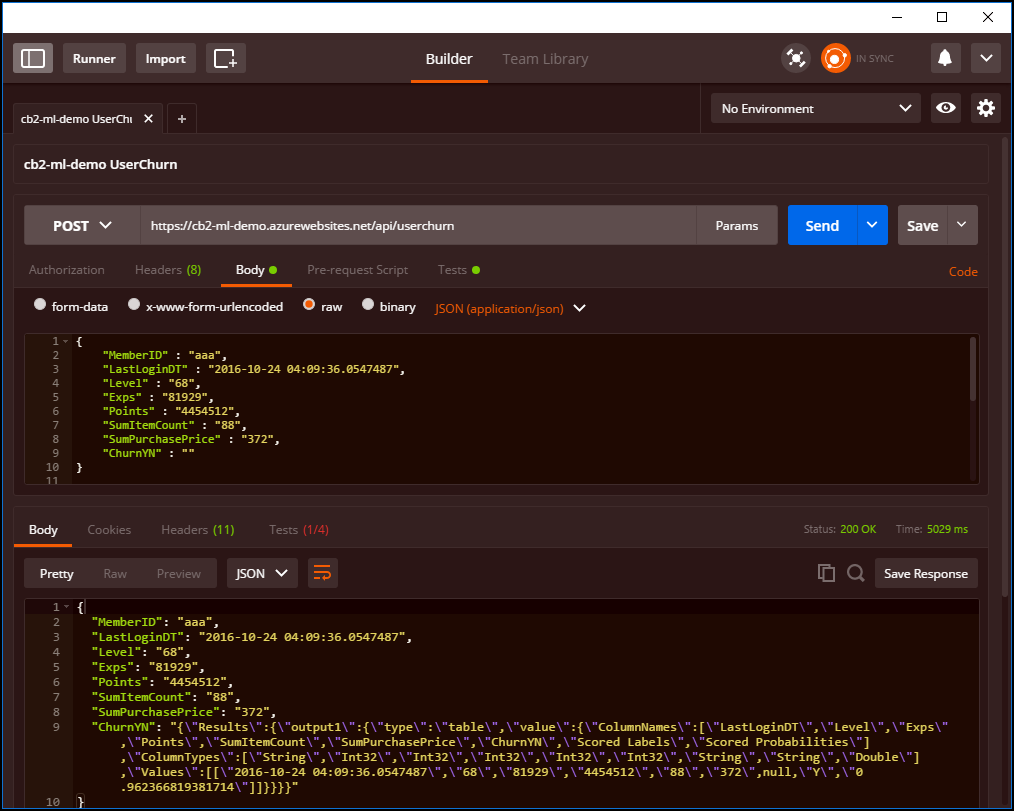 Runner Import Builder Team Library IN SYNC
cb2-ml-demo UserChu No Environment
cb2-ml-demo UserChurn
POST https://cb2-ml-demo.azurewebsites.net/api/userchurn Params Send Save
Authorization Headers (8) Body Pre-request Script Tests Code
form-data x-www-form-urlencoded raw binary JSON (application/json)
1 {
2 "MemberID" : "aaa",
3 "LastLoginDT" : "2016-10-24 04:09:36.0547487",
4 "Level" : "68",
5 "Exps" : "81929",
6 "Points" : "4454512",
7 "SumItemCount" : "88",
8 "SumPurchasePrice" : "372",
9 "ChurnYN" : ""
10 }
11
Body Cookies Headers (11) Tests (1/4) Status: 200 OK Time: 5029 ms
Pretty Raw Preview JSON Save Response
1 {
2 "MemberID": "aaa",
3 "LastLoginDT": "2016-10-24 04:09:36.0547487",
4 "Level": "68",
5 "Exps": "81929",
6 "Points": "4454512",
7 "SumItemCount": "88",
8 "SumPurchasePrice": "372",
9 "ChurnYN": "{\"Results\":{\"output1\":{\"type\":\"table\",\"value\":{\"ColumnNames\":[\"LastLoginDT\",\"Level\",\"Exps\"
,\"Points\",\"SumItemCount\",\"SumPurchasePrice\",\"ChurnYN\",\"Scored Labels\",\"Scored Probabilities\"]
,\"ColumnTypes\":[\"String\",\"Int32\",\"Int32\",\"Int32\",\"Int32\",\"Int32\",\"String\",\"String\",\"Double\"]
,\"Values\":[[\"2016-10-24 04:09:36.0547487\",\"68\",\"81929\",\"4454512\",\"88\",\"372\",null,\"Y\",\"0
.962366819381714\"]]}}}}"
10 }